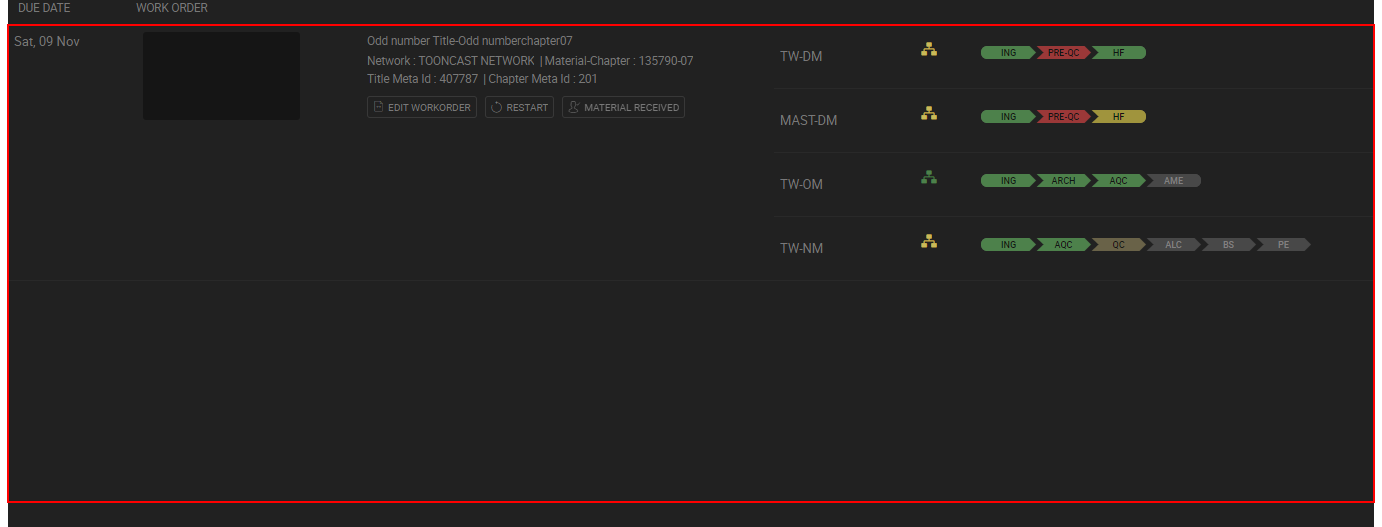 DUE DATE WORK ORDER
Sat, 09 Nov
Odd number Title-Odd numberchapter07
Network : TOONCAST NETWORK | Material-Chapter : 135790-07
Title Meta Id : 407787 | Chapter Meta Id : 201
EDIT WORKORDER RESTART MATERIAL RECEIVED
TW-DM ING PRE-QC HF
MAST-DM ING PRE-QC HF
TW-OM ING ARCH AQC AME
TW-NM ING AQC QC ALC BS PE